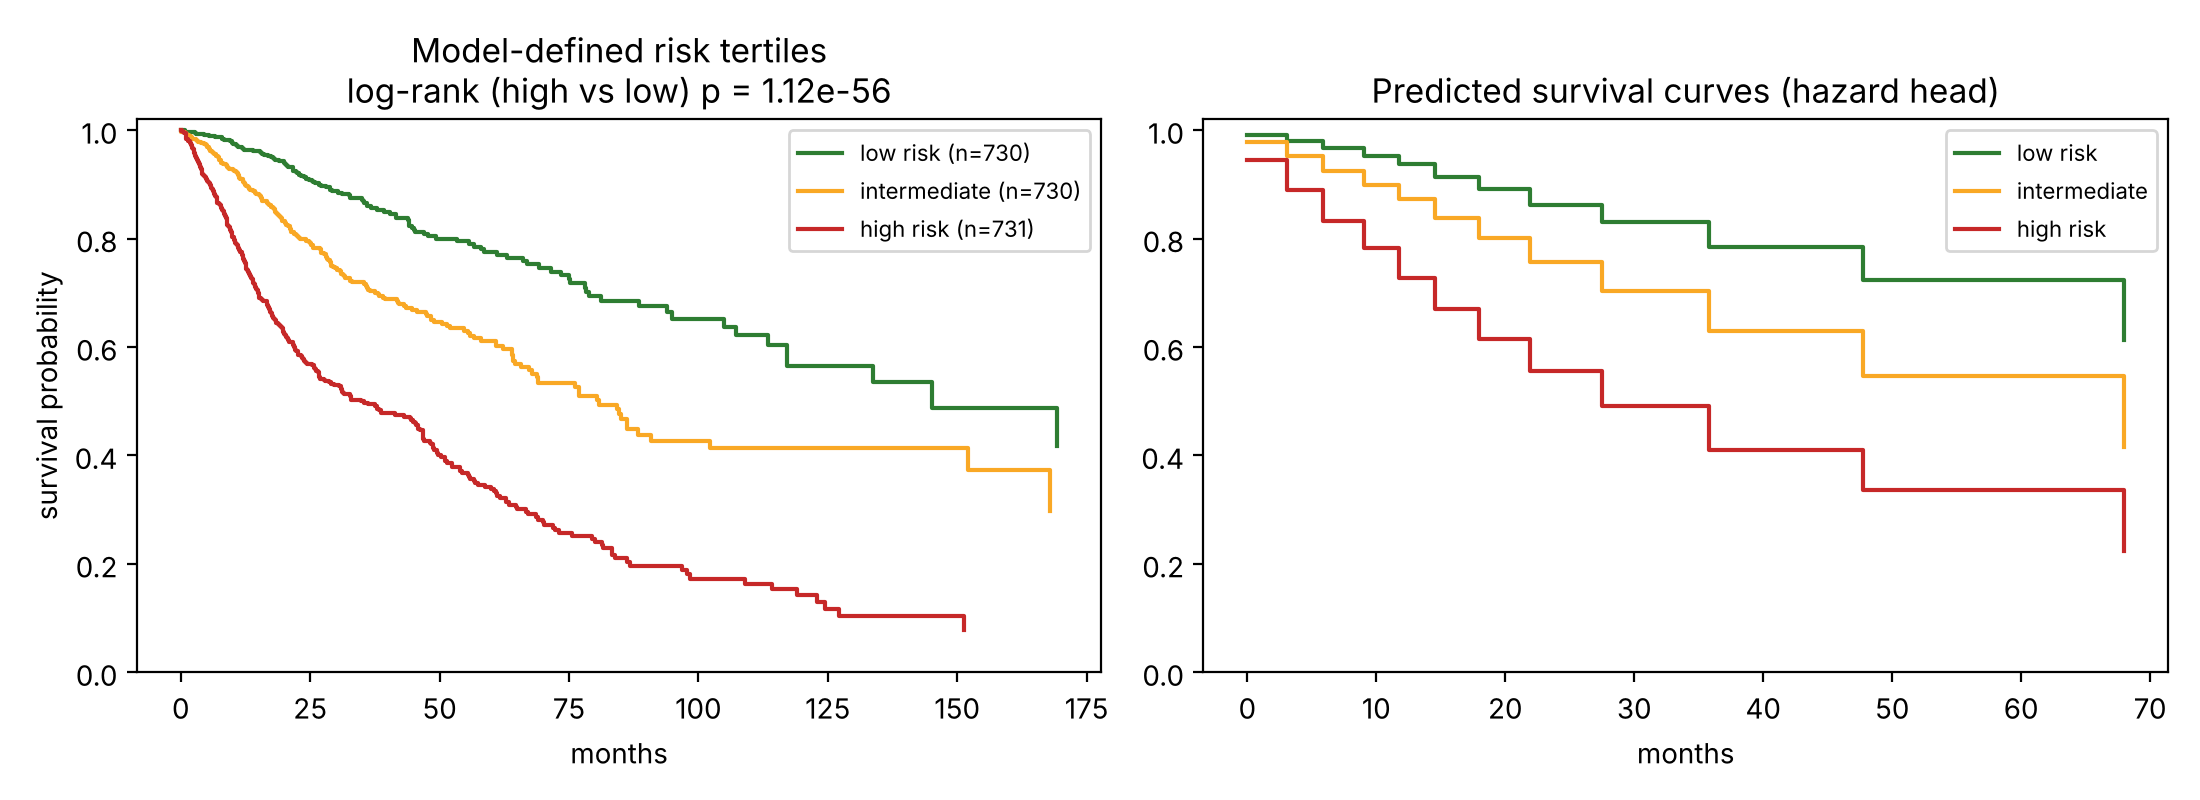 Model-defined risk tertiles
log-rank (high vs low) p = 1.12e-56
survival probability
1.0
0.8
0.6
0.4
0.2
0.0
low risk (n=730)
intermediate (n=730)
high risk (n=731)
0 25 50 75 100 125 150 175
months
Predicted survival curves (hazard head)
1.0
0.8
0.6
0.4
0.2
0.0
low risk
intermediate
high risk
0 10 20 30 40 50 60 70
months